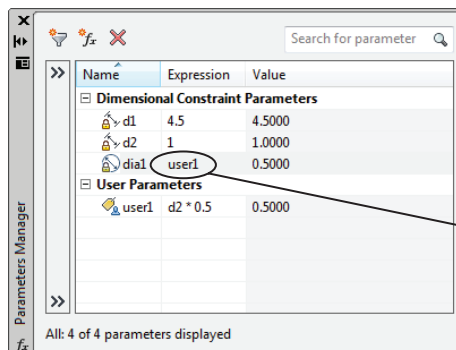 Search for parameter
Name Expression Value
Dimensional Constraint Parameters
d1 4.5 4.5000
d2 1 1.0000
dia1 user1 0.5000
User Parameters
user1 d2 * 0.5 0.5000
All: 4 of 4 parameters displayed
Parameters Manager
fx
fx